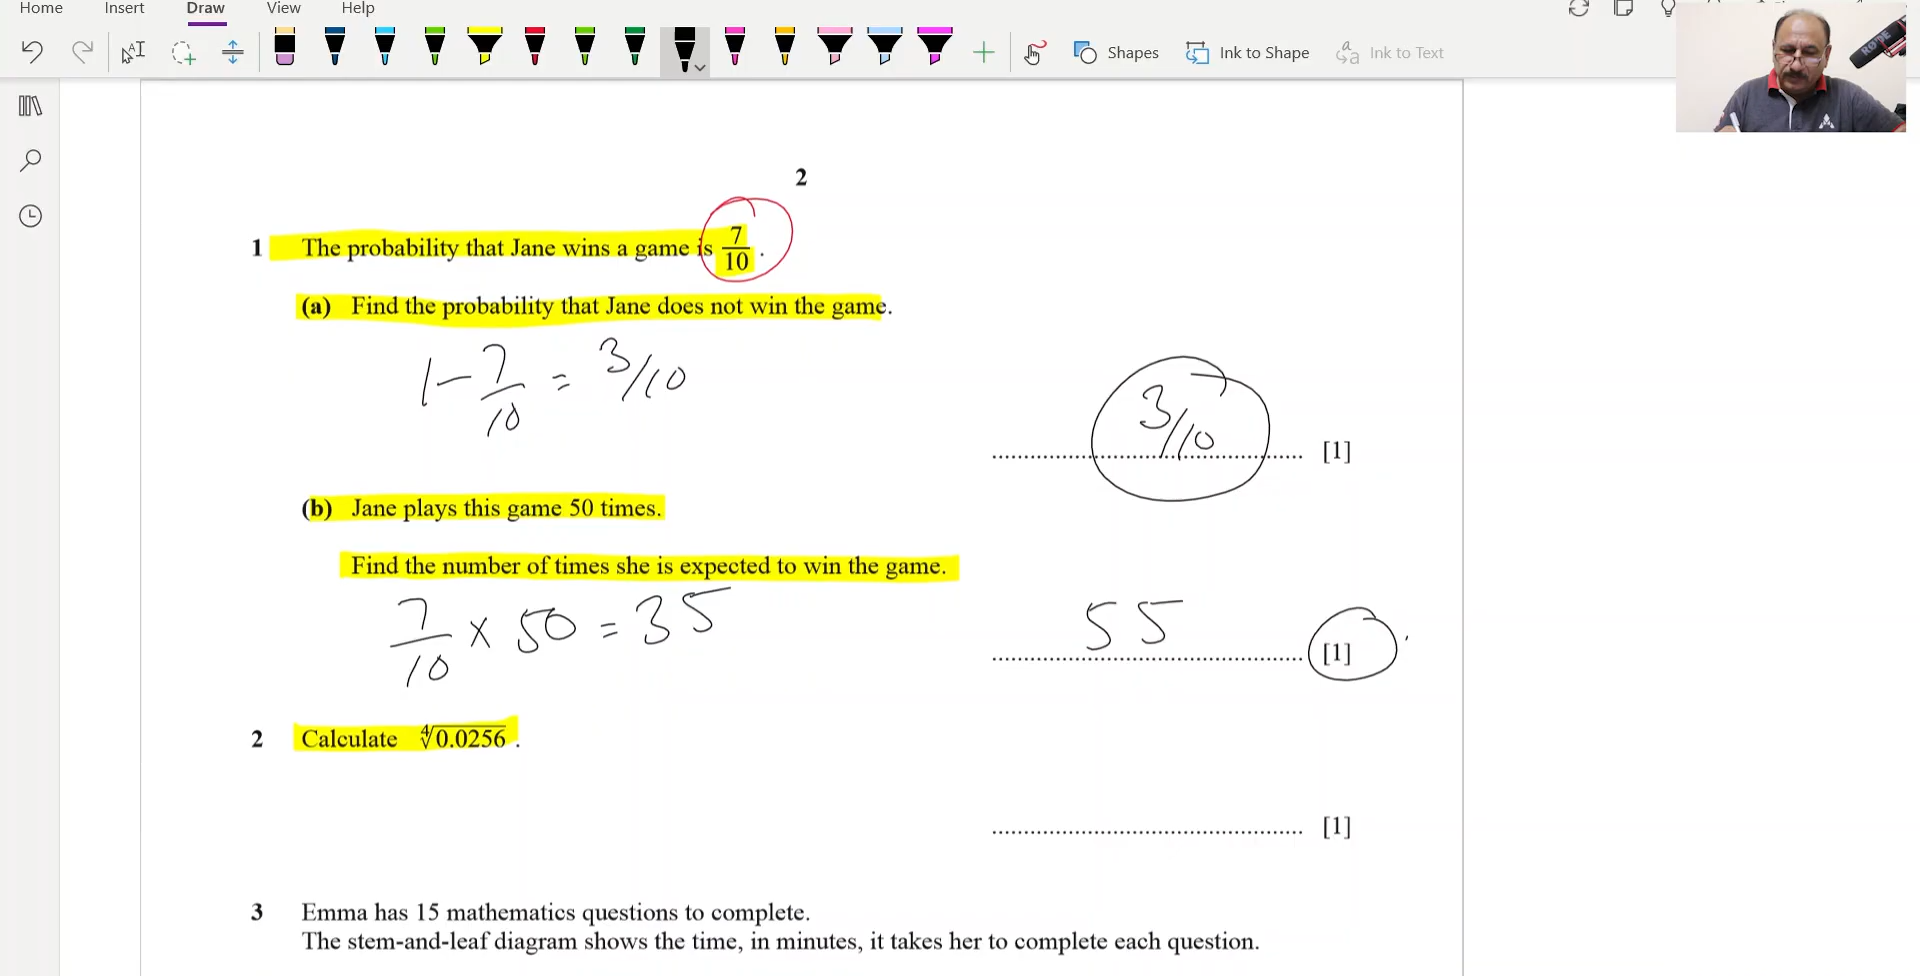 Home Insert Draw View Help
Shapes Ink to Shape Ink to Text
RØDE
2
1 The probability that Jane wins a game is 7/10 .
(a) Find the probability that Jane does not win the game.
1 - 7/10 = 3/10
3/10
[1]
(b) Jane plays this game 50 times.
Find the number of times she is expected to win the game.
7/10 × 50 = 35
55
[1]
2 Calculate ∜0.0256 .
[1]
3 Emma has 15 mathematics questions to complete.
The stem-and-leaf diagram shows the time, in minutes, it takes her to complete each question.